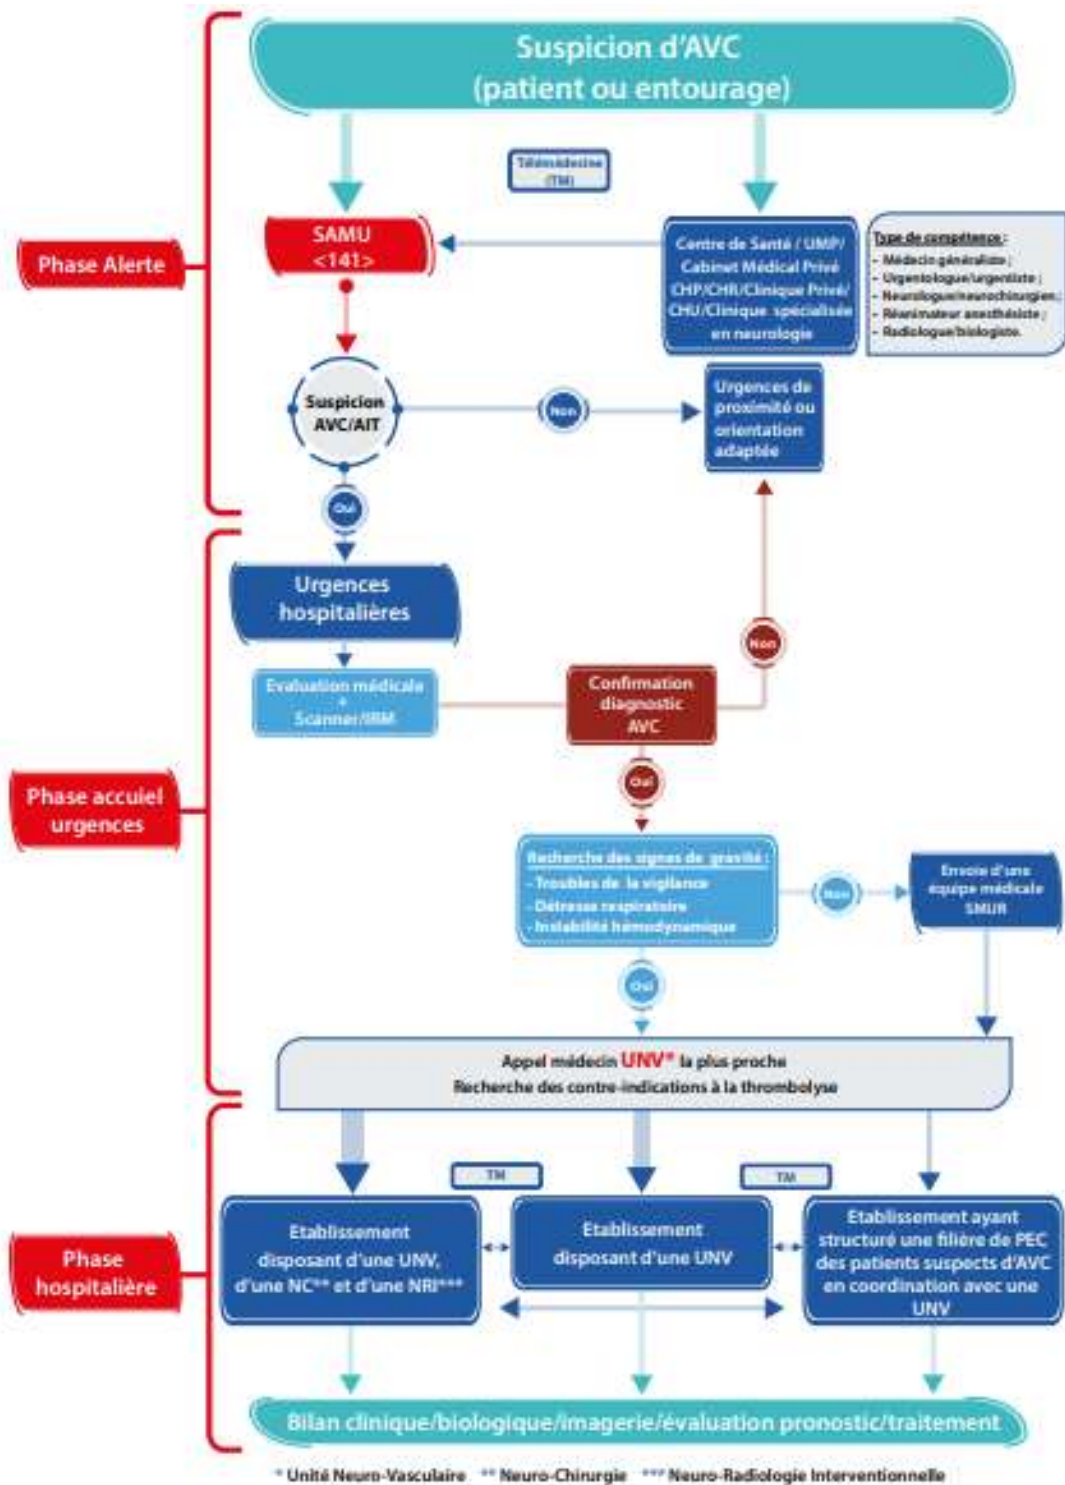 Suspicion d'AVC
(patient ou entourage)
Télémédecine
(TM)
Phase Alerte
SAMU
<141>
Centre de Santé / UMP/
Cabinet Médical Privé
CHP/CHR/Clinique Privé/
CHU/Clinique spécialisée
en neurologie
Type de compétence :
- Médecin généraliste ;
- Urgentologue/urgentiste ;
- Neurologue/neurochirurgien ;
- Réanimateur anesthésiste ;
- Radiologue/biologiste.
Suspicion
AVC/AIT
Non
Urgences de
proximité ou
orientation
adaptée
Oui
Urgences
hospitalières
Non
Evaluation médicale
+
Scanner/IRM
Confirmation
diagnostic
AVC
Oui
Phase accuiel
urgences
Recherche des signes de gravité :
- Troubles de la vigilance
- Détresse respiratoire
- Instabilité hémodynamique
Non
Envoie d'une
équipe médicale
SMUR
Oui
Appel médecin UNV* la plus proche
Recherche des contre-indications à la thrombolyse
TM
TM
Phase
hospitalière
Etablissement
disposant d'une UNV,
d'une NC** et d'une NRI***
Etablissement
disposant d'une UNV
Etablissement ayant
structuré une filière de PEC
des patients suspects d'AVC
en coordination avec une
UNV
Bilan clinique/biologique/imagerie/évaluation pronostic/traitement
* Unité Neuro-Vasculaire ** Neuro-Chirurgie *** Neuro-Radiologie Interventionnelle